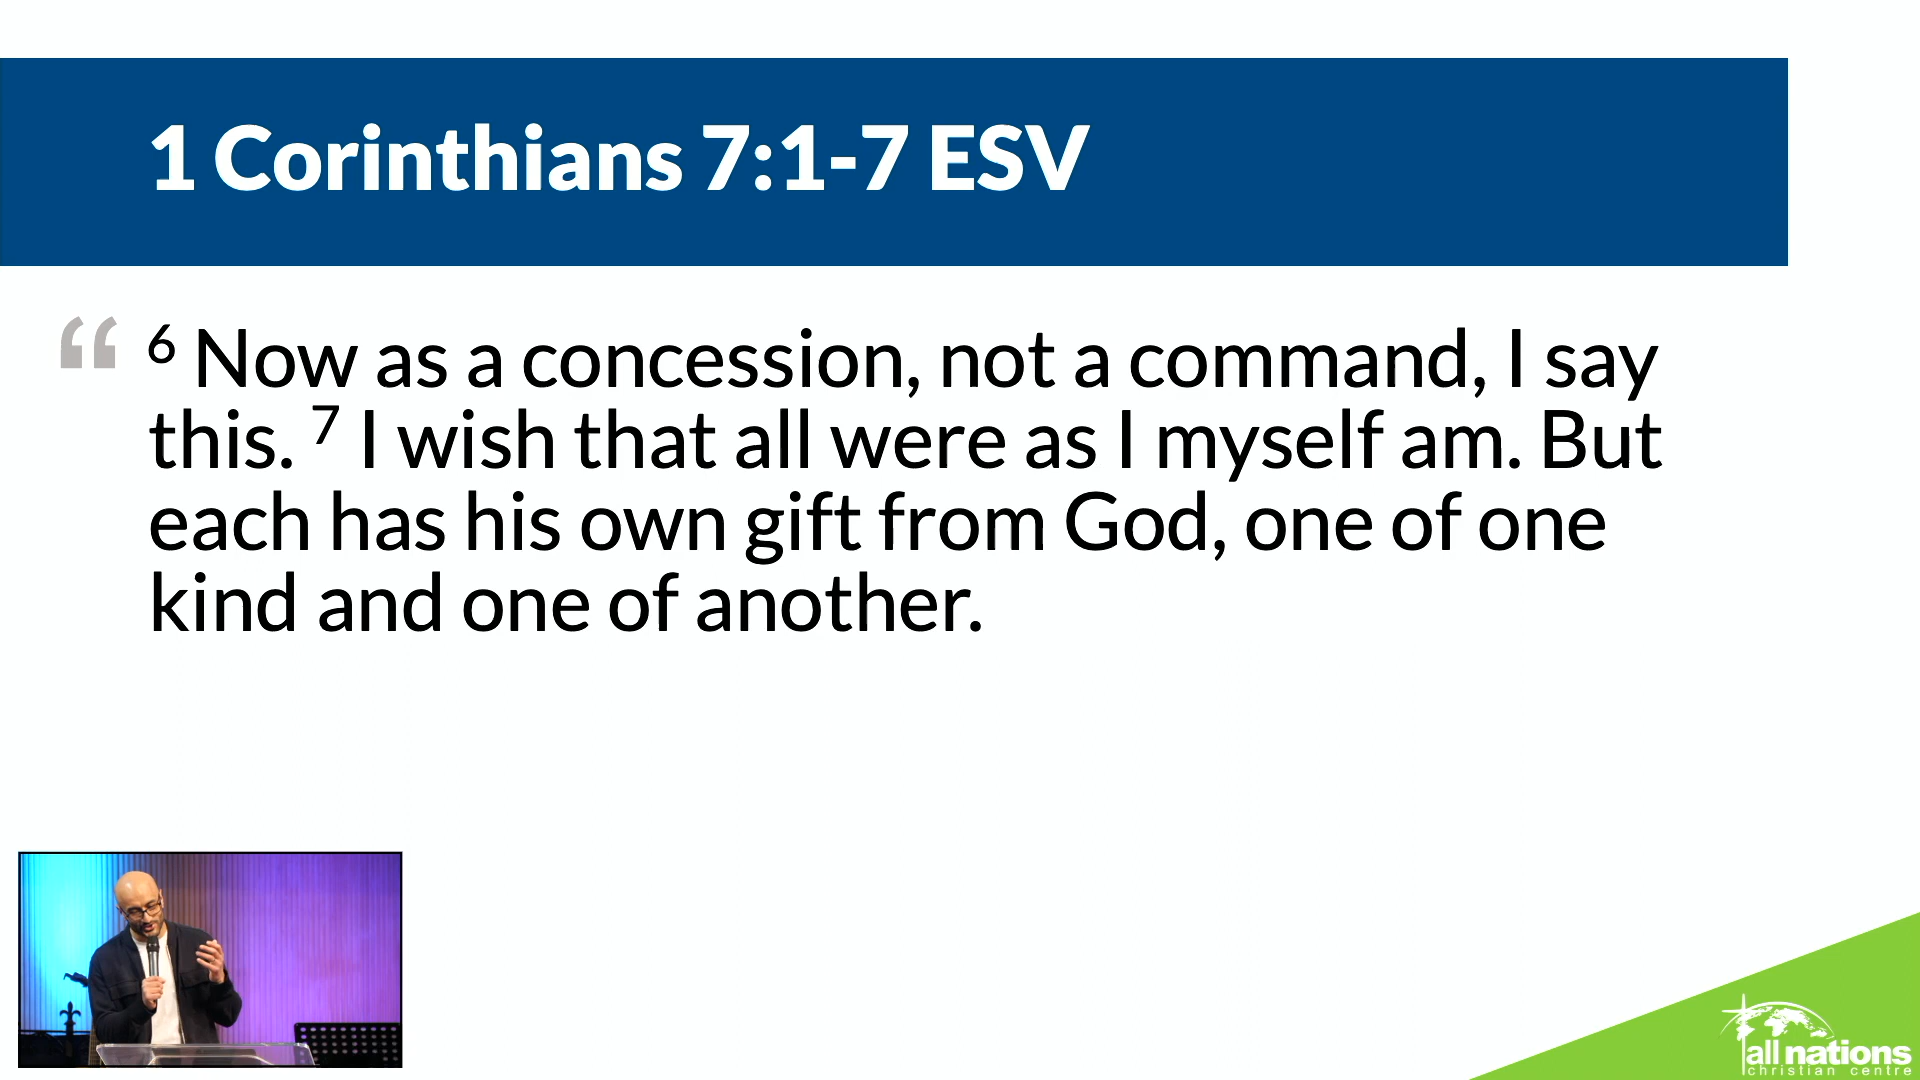 1 Corinthians 7:1-7 ESV
“ ⁶ Now as a concession, not a command, I say
this. ⁷ I wish that all were as I myself am. But
each has his own gift from God, one of one
kind and one of another.
all nations
christian centre